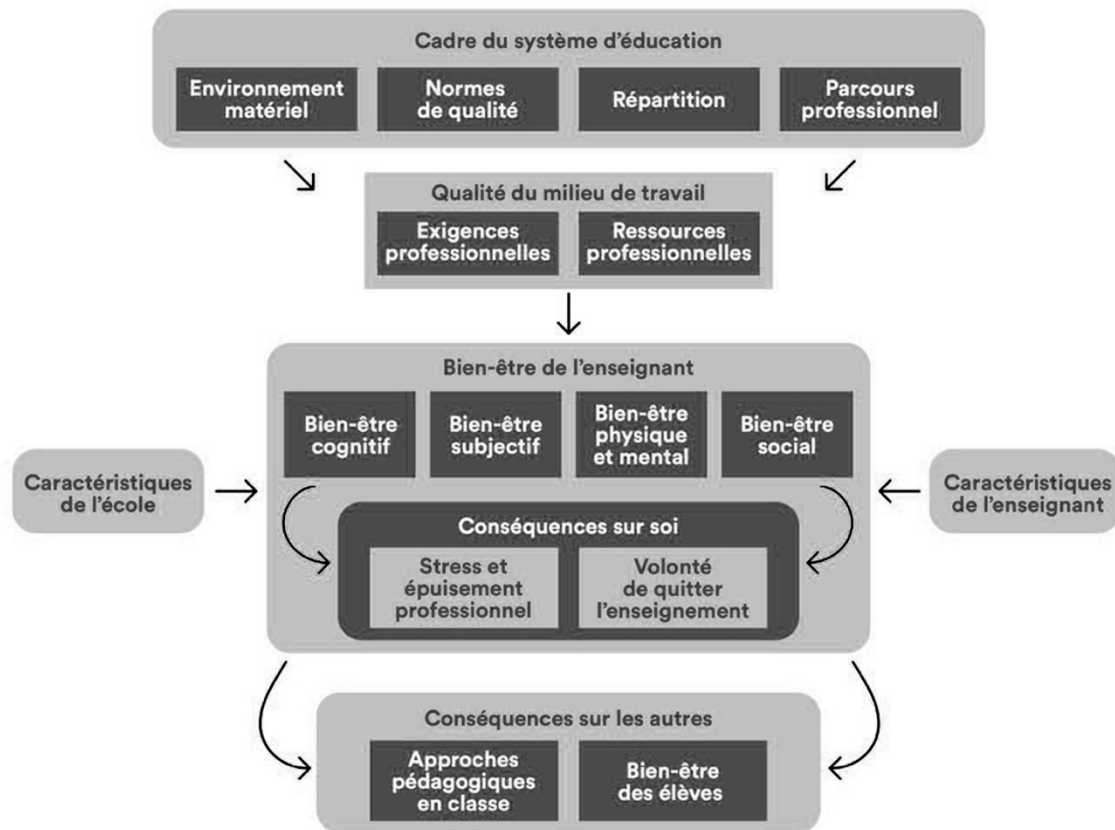 Cadre du système d'éducation
Environnement
matériel
Normes
de qualité
Répartition
Parcours
professionnel
Qualité du milieu de travail
Exigences
professionnelles
Ressources
professionnelles
Bien-être de l'enseignant
Bien-être
cognitif
Bien-être
subjectif
Bien-être
physique
et mental
Bien-être
social
Caractéristiques
de l'école
Caractéristiques
de l'enseignant
Conséquences sur soi
Stress et
épuisement
professionnel
Volonté
de quitter
l'enseignement
Conséquences sur les autres
Approches
pédagogiques
en classe
Bien-être
des élèves